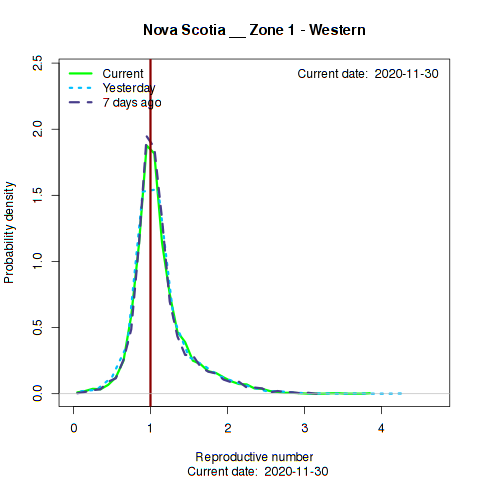 Nova Scotia __ Zone 1 - Western
Current
Yesterday
7 days ago
Current date:  2020-11-30
Probability density
2.5
2.0
1.5
1.0
0.5
0.0
0 1 2 3 4
Reproductive number
Current date:  2020-11-30